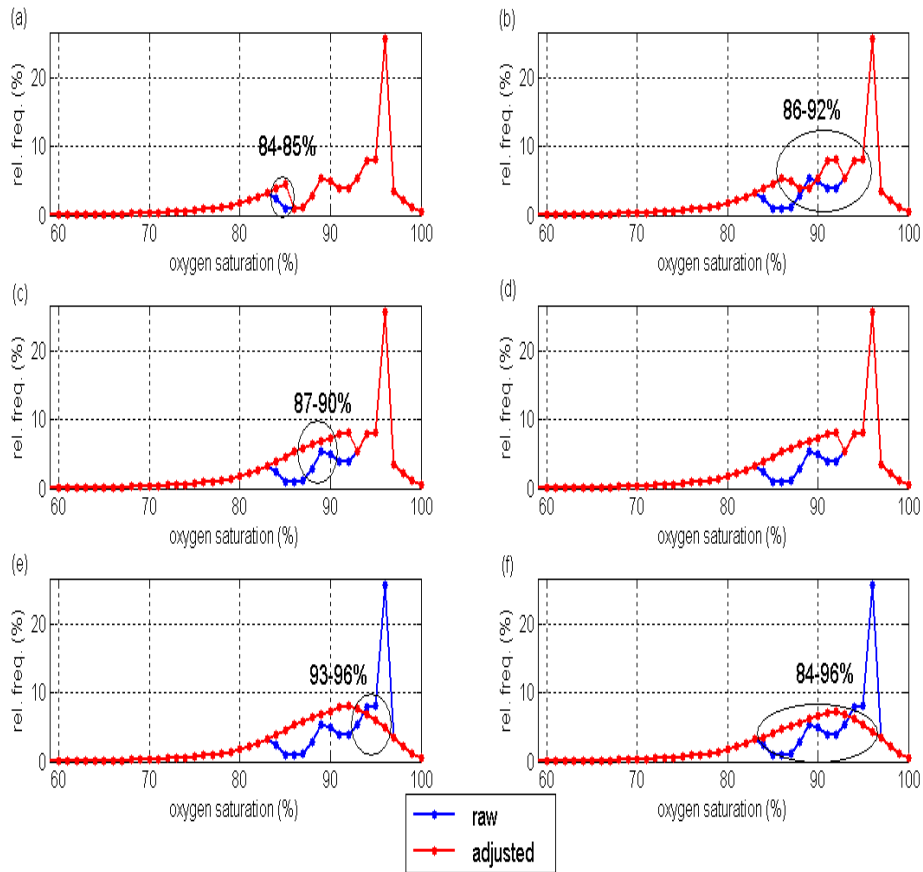 (a)
rel. freq. (%)
20
10
0
84-85%
60 70 80 90 100
oxygen saturation (%)
(b)
rel. freq. (%)
20
10
0
86-92%
60 70 80 90 100
oxygen saturation (%)
(c)
rel. freq. (%)
20
10
0
87-90%
60 70 80 90 100
oxygen saturation (%)
(d)
rel. freq. (%)
20
10
0
60 70 80 90 100
oxygen saturation (%)
(e)
rel. freq. (%)
20
10
0
93-96%
60 70 80 90 100
oxygen saturation (%)
(f)
rel. freq. (%)
20
10
0
84-96%
60 70 80 90 100
oxygen saturation (%)
raw
adjusted